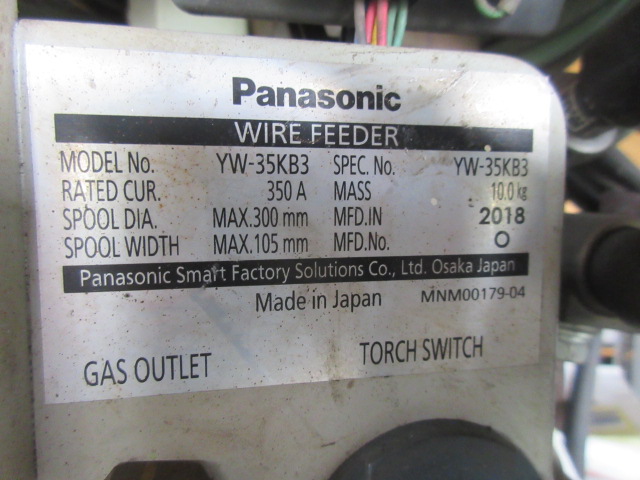 Panasonic
WIRE FEEDER
MODEL No. YW-35KB3 SPEC. No. YW-35KB3
RATED CUR. 350 A MASS 10.0 kg
SPOOL DIA. MAX.300 mm MFD.IN 2018
SPOOL WIDTH MAX.105 mm MFD.No. O
Panasonic Smart Factory Solutions Co., Ltd. Osaka Japan
Made in Japan MNM00179-04
GAS OUTLET TORCH SWITCH